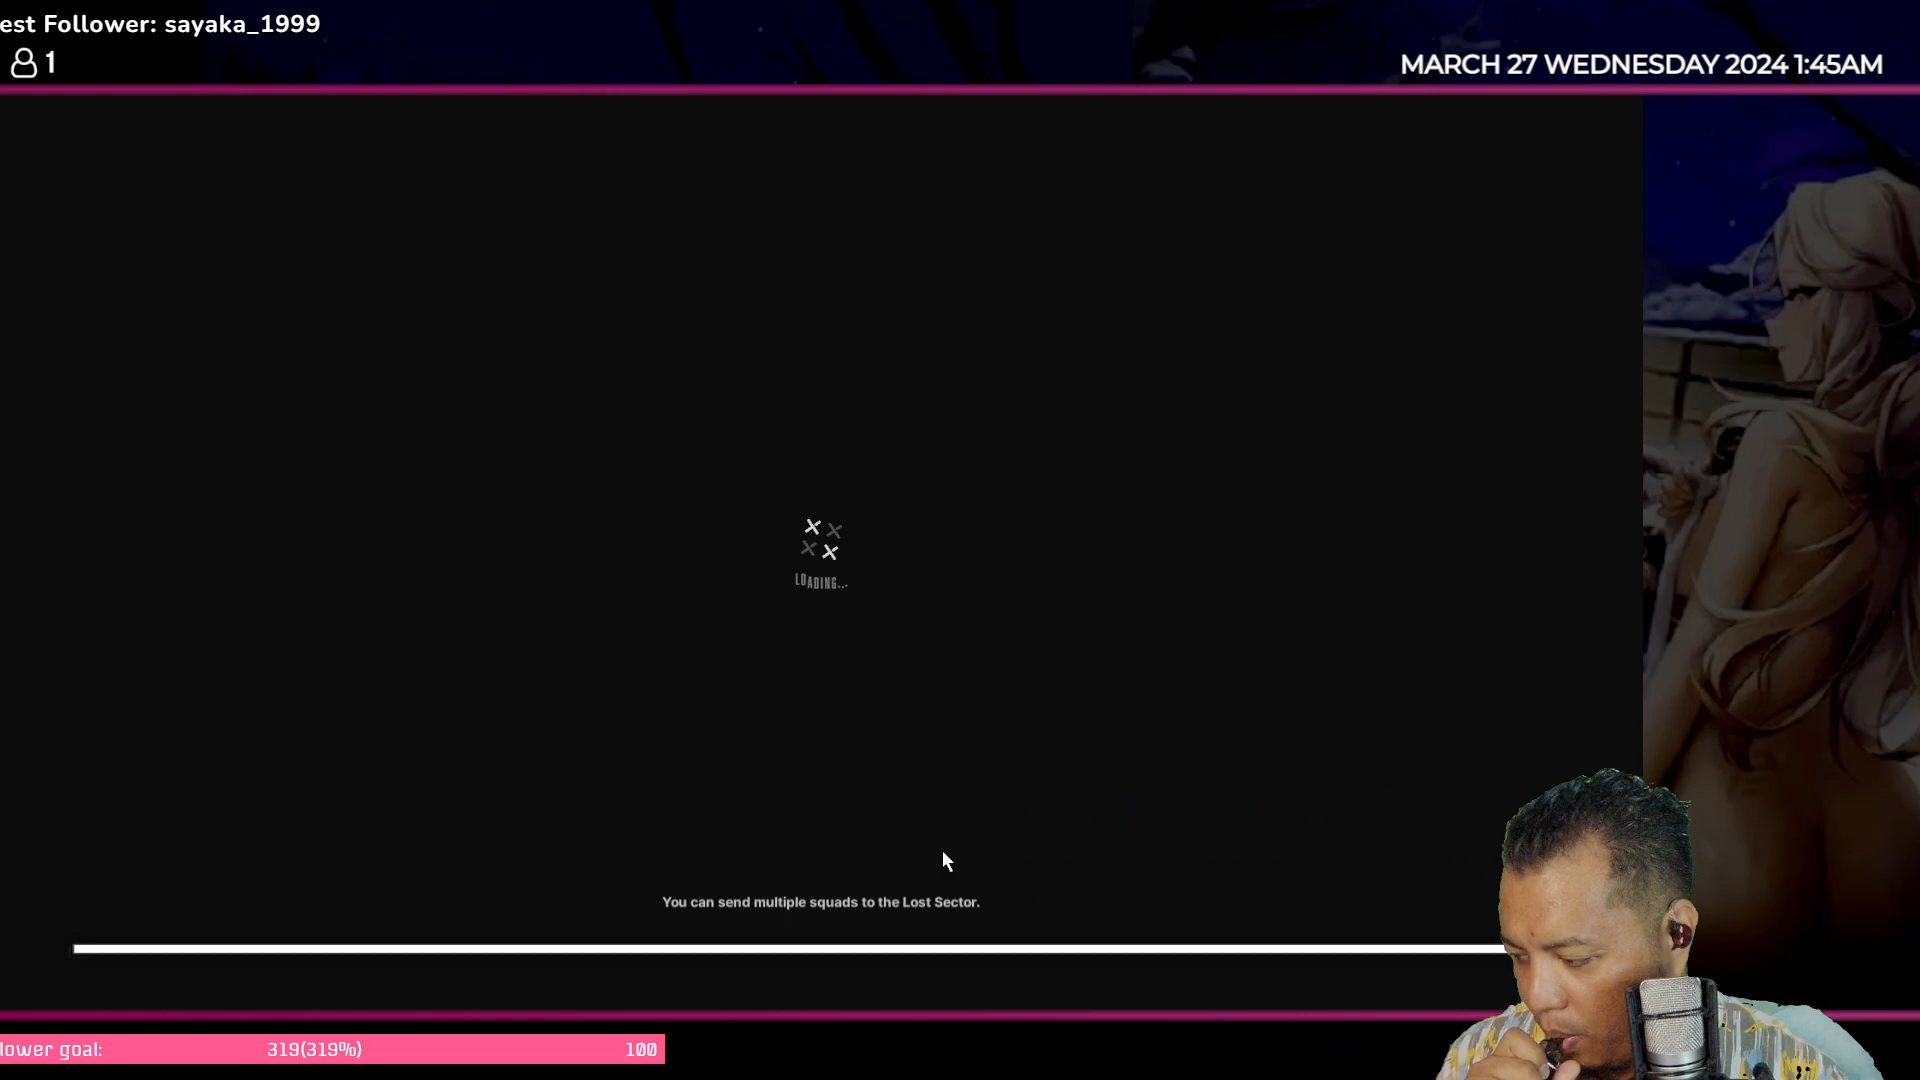 est Follower: sayaka_1999
1
MARCH 27 WEDNESDAY 2024 1:45AM
LOADING...
You can send multiple squads to the Lost Sector.
lower goal: 319(319%) 100